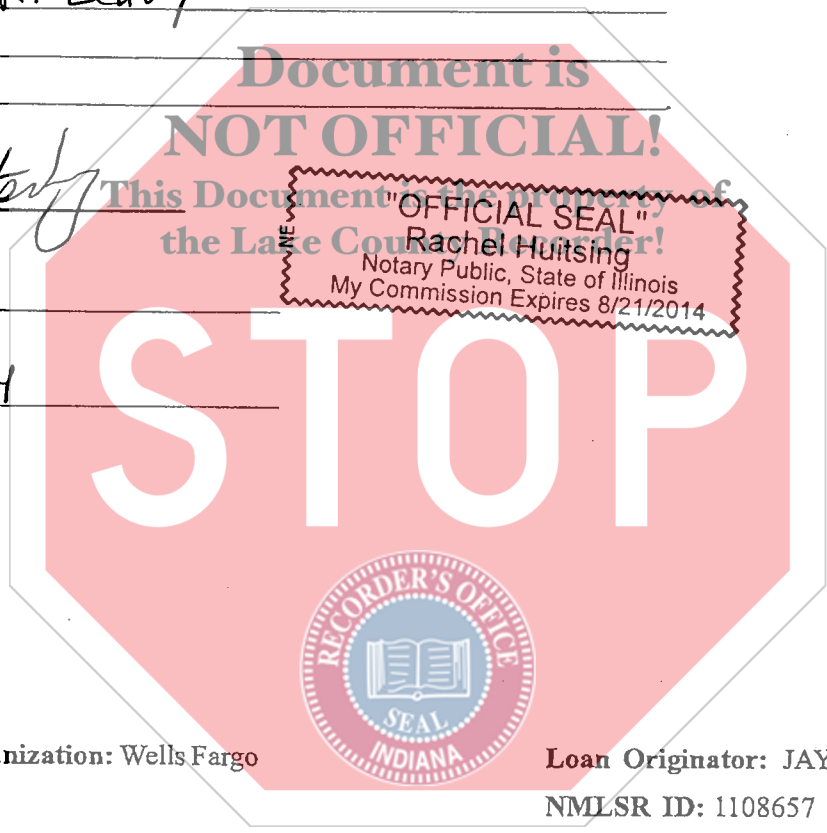 Document is
NOT OFFICIAL!
This Document is the property of
the Lake County Recorder!
"OFFICIAL SEAL"
Rachel Huitsing
Notary Public, State of Illinois
My Commission Expires 8/21/2014
NE
STOP
RECORDER'S OFFICE
SEAL
INDIANA
nization: Wells Fargo
Loan Originator: JAY
NMLSR ID: 1108657